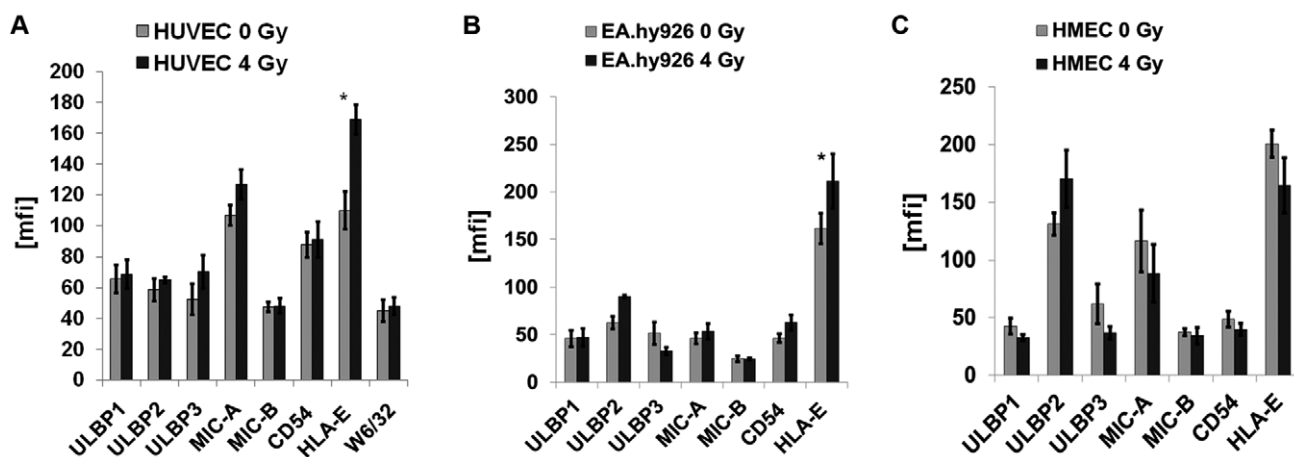 A
HUVEC 0 Gy
HUVEC 4 Gy
[mfi]
200
180
160
140
120
100
80
60
40
20
0
*
ULBP1
ULBP2
ULBP3
MIC-A
MIC-B
CD54
HLA-E
W6/32
B
EA.hy926 0 Gy
EA.hy926 4 Gy
[mfi]
300
250
200
150
100
50
0
*
ULBP1
ULBP2
ULBP3
MIC-A
MIC-B
CD54
HLA-E
C
HMEC 0 Gy
HMEC 4 Gy
[mfi]
250
200
150
100
50
0
ULBP1
ULBP2
ULBP3
MIC-A
MIC-B
CD54
HLA-E